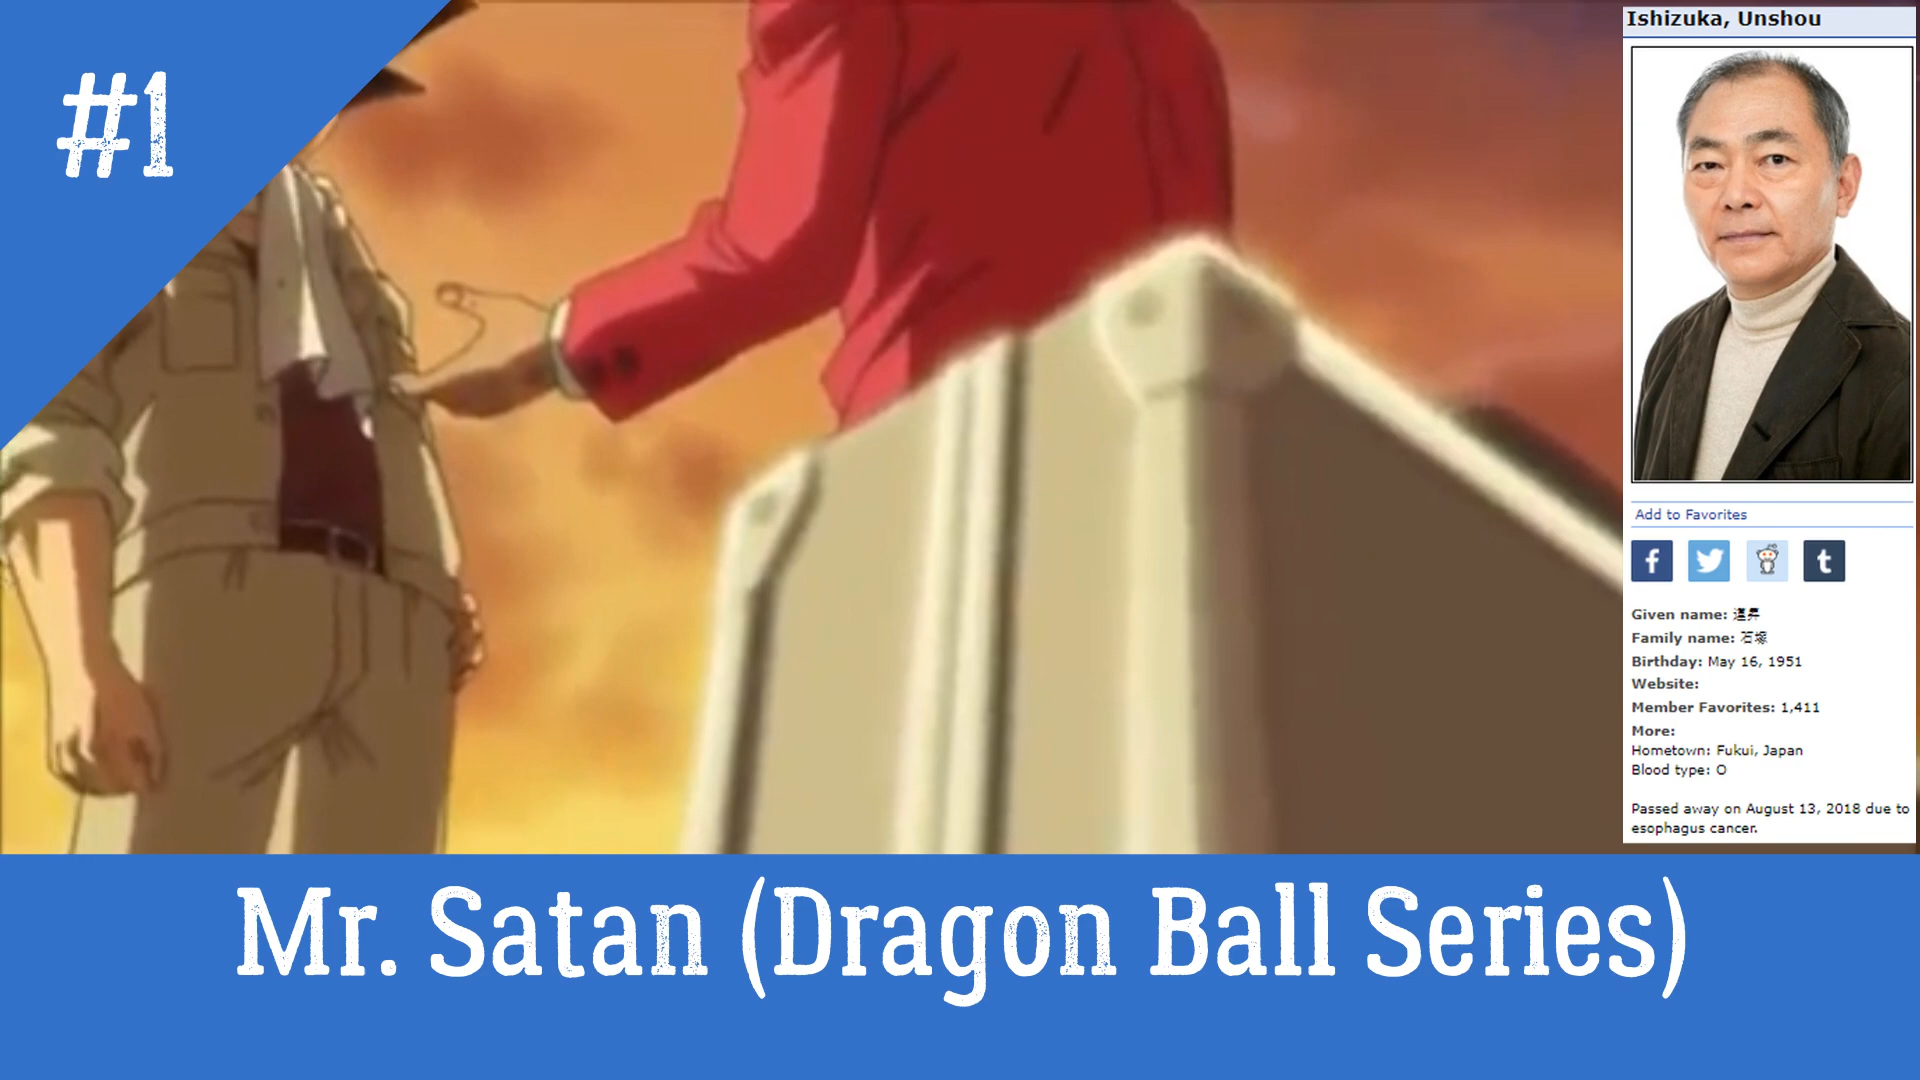 #1
Ishizuka, Unshou
Add to Favorites
f
t
Given name: 運昇
Family name: 石塚
Birthday: May 16, 1951
Website:
Member Favorites: 1,411
More:
Hometown: Fukui, Japan
Blood type: O
Passed away on August 13, 2018 due to
esophagus cancer.
Mr. Satan (Dragon Ball Series)